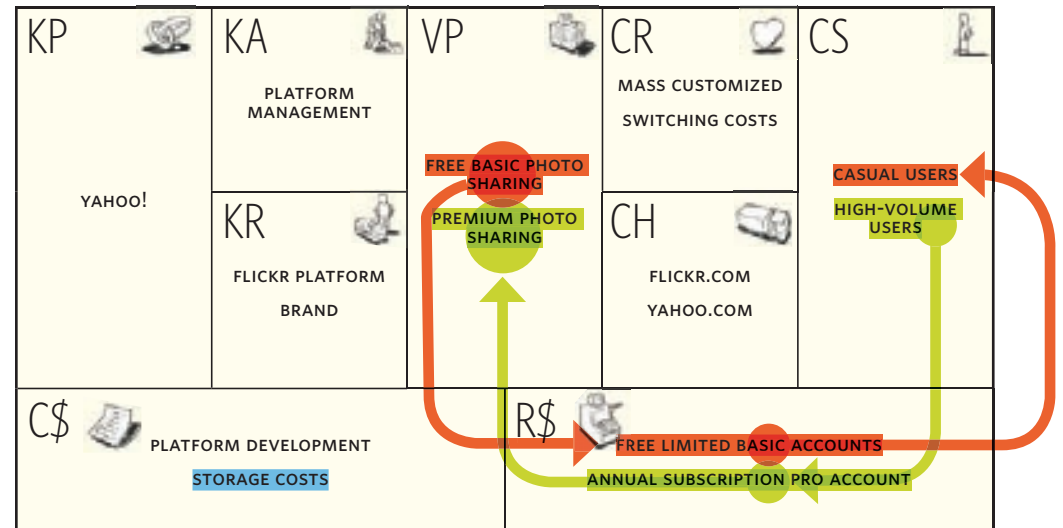 KP
YAHOO!
KA
PLATFORM
MANAGEMENT
KR
FLICKR PLATFORM
BRAND
VP
FREE BASIC PHOTO
SHARING
PREMIUM PHOTO
SHARING
CR
MASS CUSTOMIZED
SWITCHING COSTS
CH
FLICKR.COM
YAHOO.COM
CS
CASUAL USERS
HIGH-VOLUME
USERS
C$
PLATFORM DEVELOPMENT
STORAGE COSTS
R$
FREE LIMITED BASIC ACCOUNTS
ANNUAL SUBSCRIPTION PRO ACCOUNT